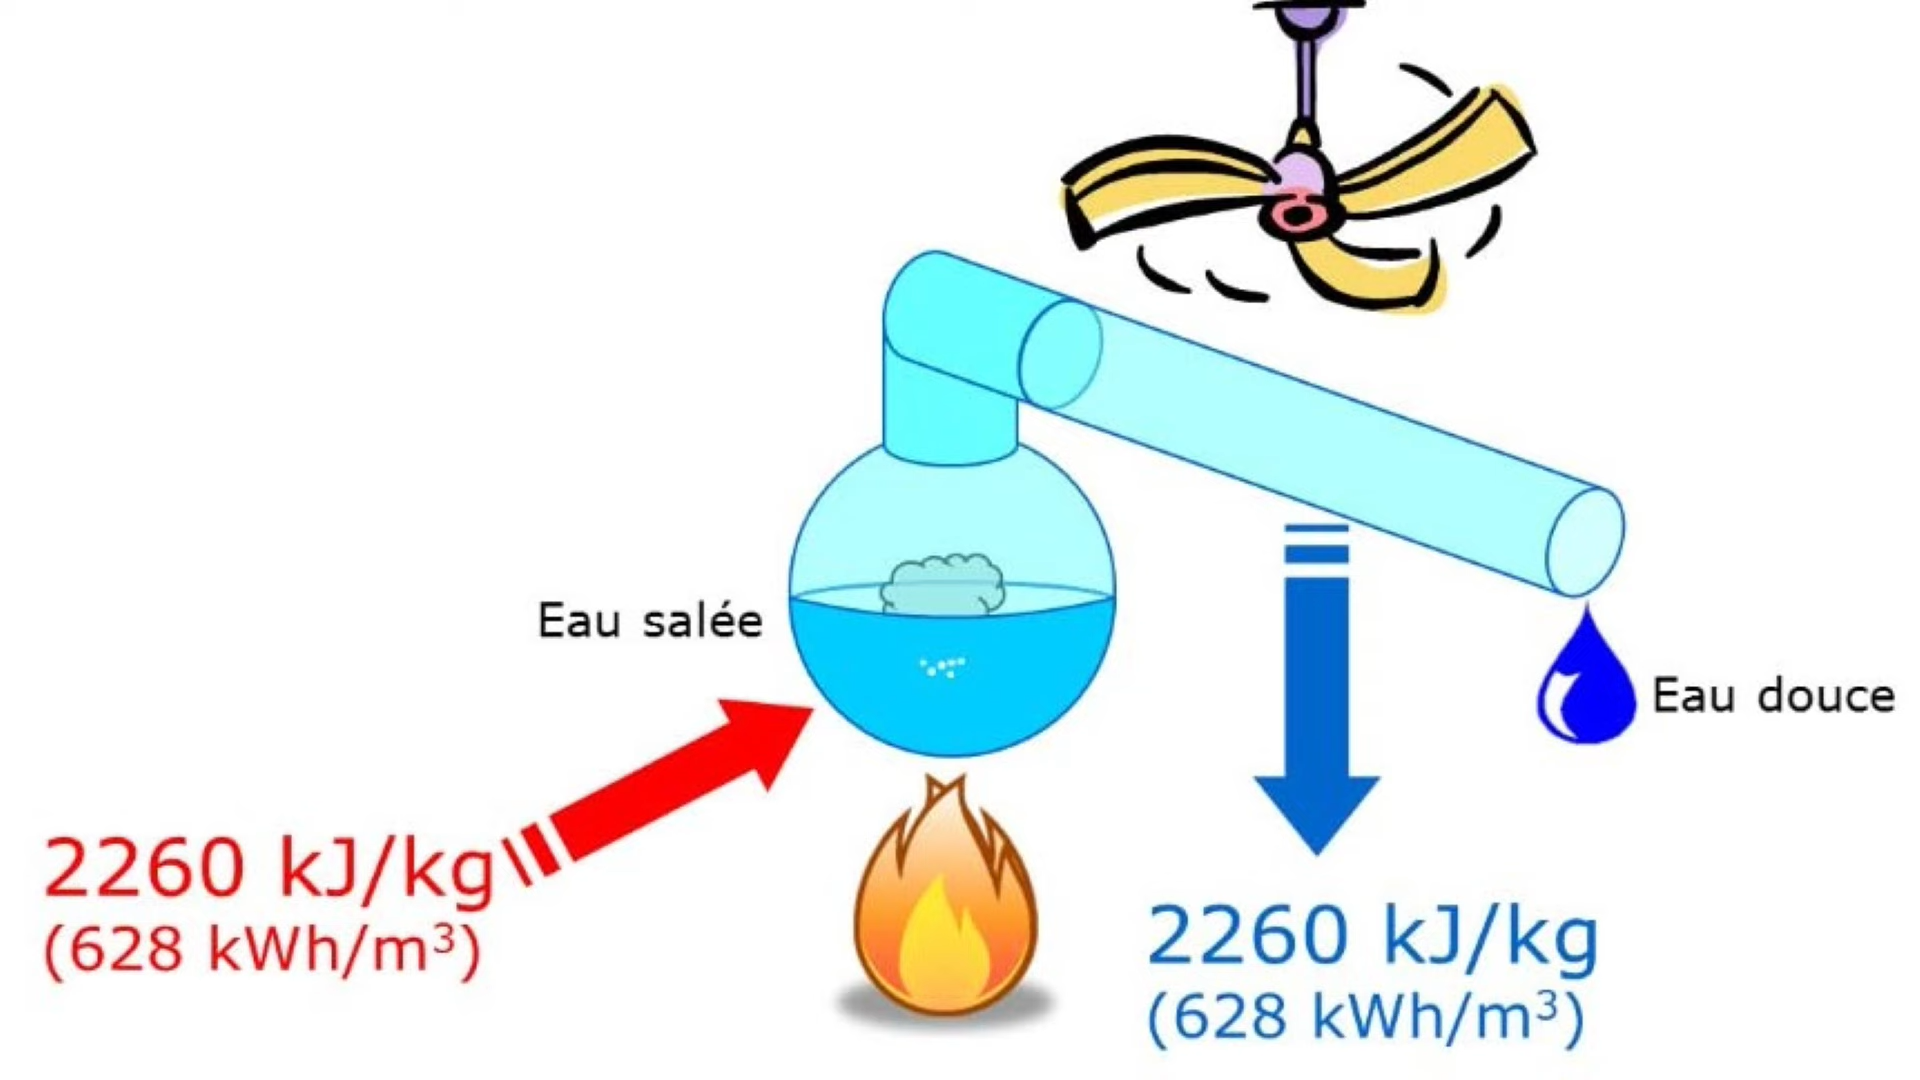 Eau salée
Eau douce
2260 kJ/kg
(628 kWh/m³)
2260 kJ/kg
(628 kWh/m³)